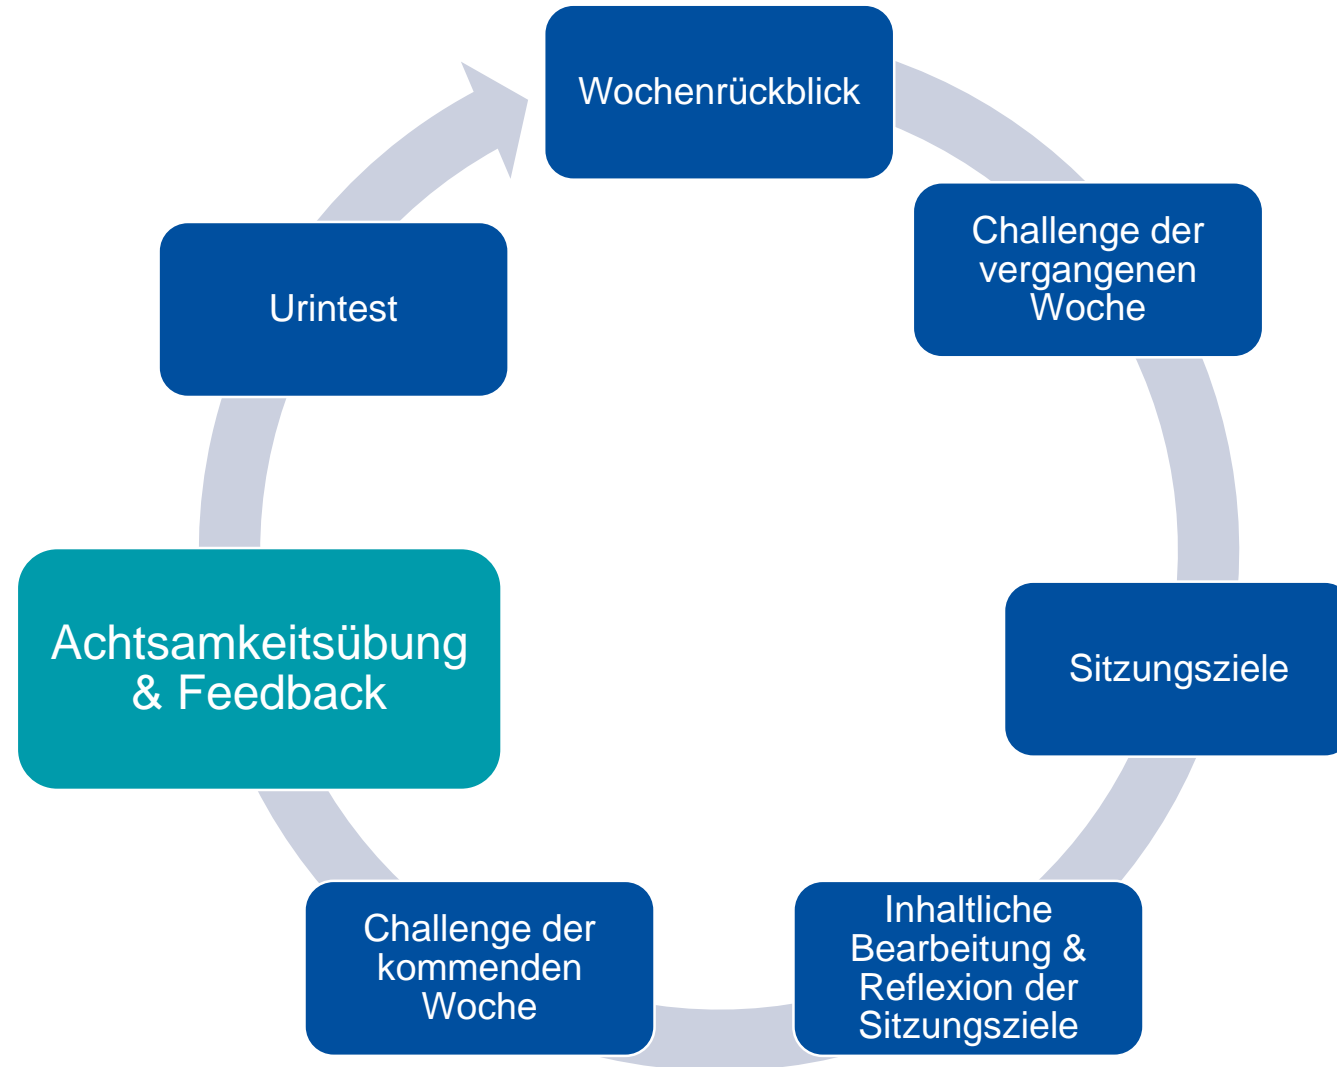 Wochenrückblick
Challenge der
vergangenen
Woche
Sitzungsziele
Inhaltliche
Bearbeitung &
Reflexion der
Sitzungsziele
Challenge der
kommenden
Woche
Achtsamkeitsübung
& Feedback
Urintest